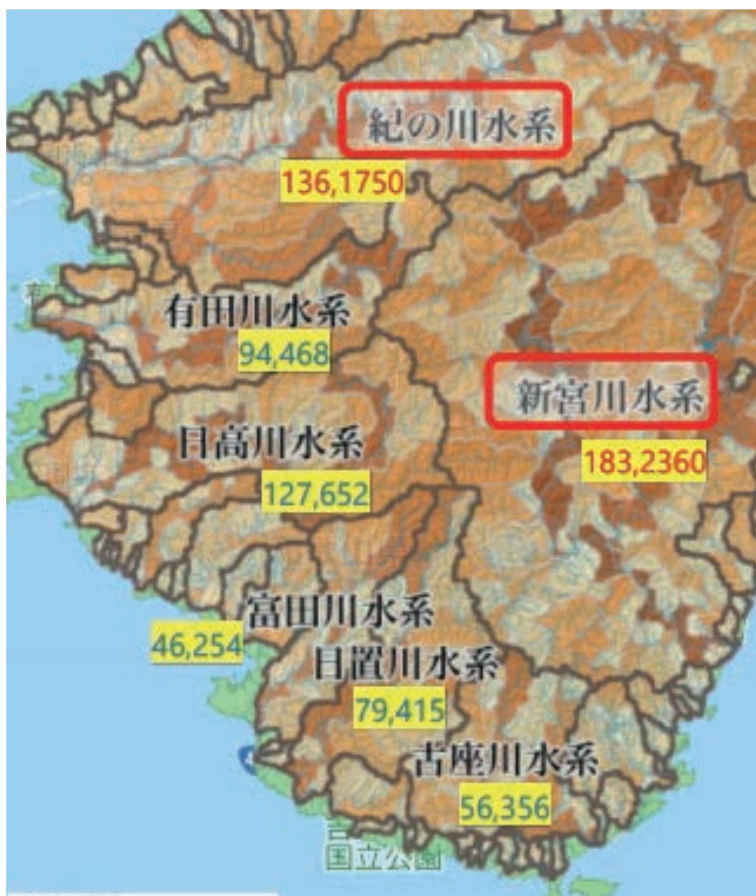 紀の川水系
136,1750
有田川水系
94,468
新宮川水系
183,2360
日高川水系
127,652
富田川水系
46,254
日置川水系
79,415
古座川水系
56,356
吉
国立公園